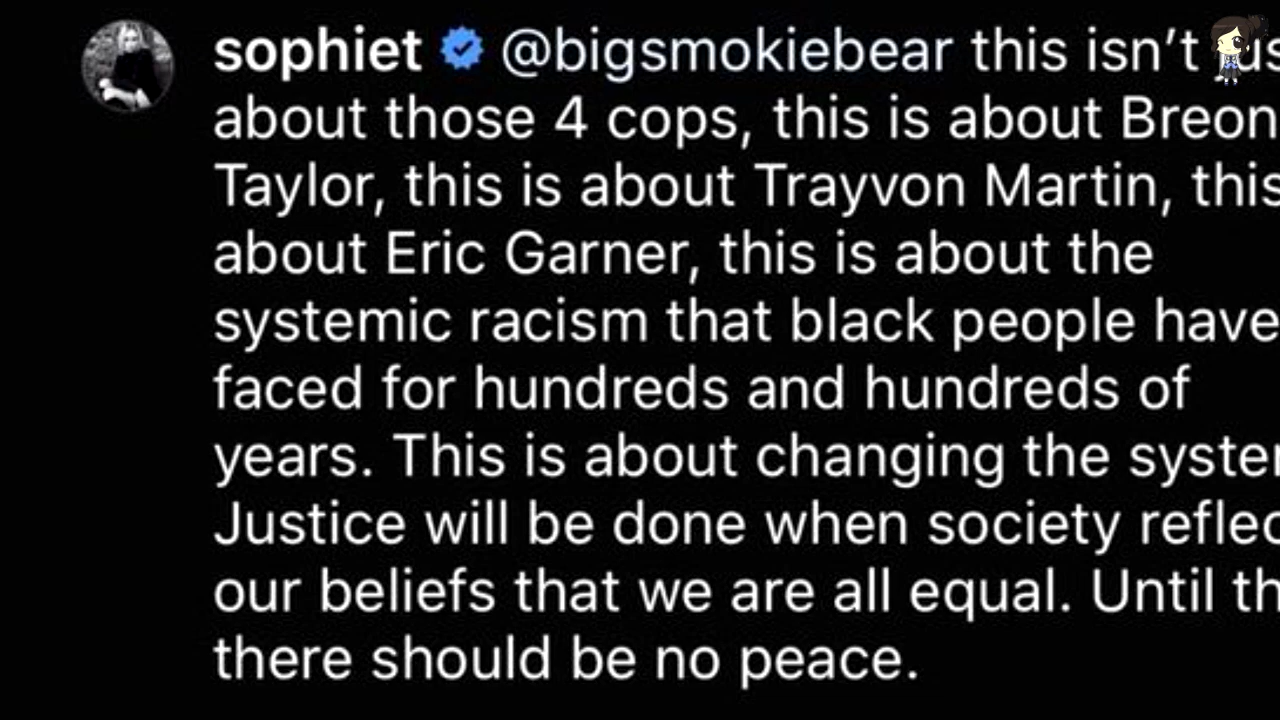 sophiet @bigsmokiebear this isn't
about those 4 cops, this is about Breon
Taylor, this is about Trayvon Martin, this
about Eric Garner, this is about the
systemic racism that black people have
faced for hundreds and hundreds of
years. This is about changing the syste
Justice will be done when society reflec
our beliefs that we are all equal. Until th
there should be no peace.